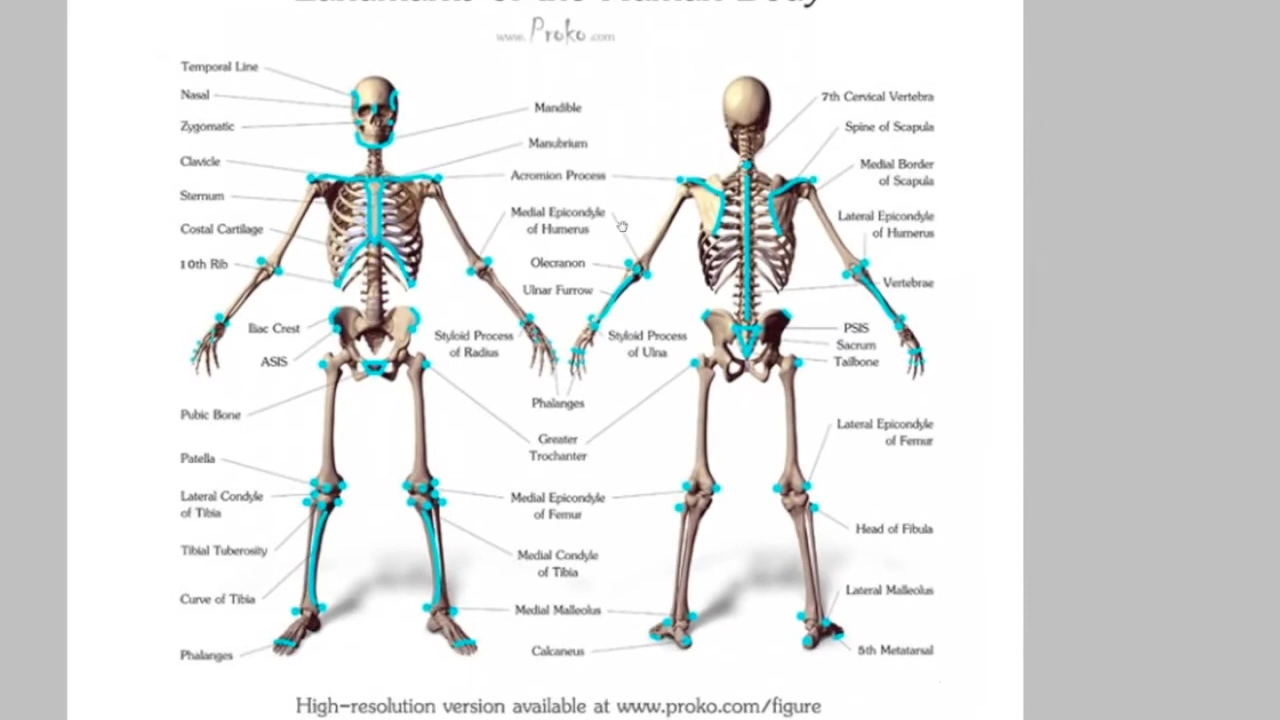 Landmarks of the Human Body
www.Proko.com
Temporal Line
Nasal
Zygomatic
Clavicle
Sternum
Costal Cartilage
10th Rib
Iliac Crest
ASIS
Pubic Bone
Patella
Lateral Condyle
of Tibia
Tibial Tuberosity
Curve of Tibia
Phalanges
Mandible
Manubrium
Acromion Process
Medial Epicondyle
of Humerus
Olecranon
Ulnar Furrow
Styloid Process
of Radius
Styloid Process
of Ulna
Phalanges
Greater
Trochanter
Medial Epicondyle
of Femur
Medial Condyle
of Tibia
Medial Malleolus
Calcaneus
7th Cervical Vertebra
Spine of Scapula
Medial Border
of Scapula
Lateral Epicondyle
of Humerus
Vertebrae
PSIS
Sacrum
Tailbone
Lateral Epicondyle
of Femur
Head of Fibula
Lateral Malleolus
5th Metatarsal
High-resolution version available at www.proko.com/figure